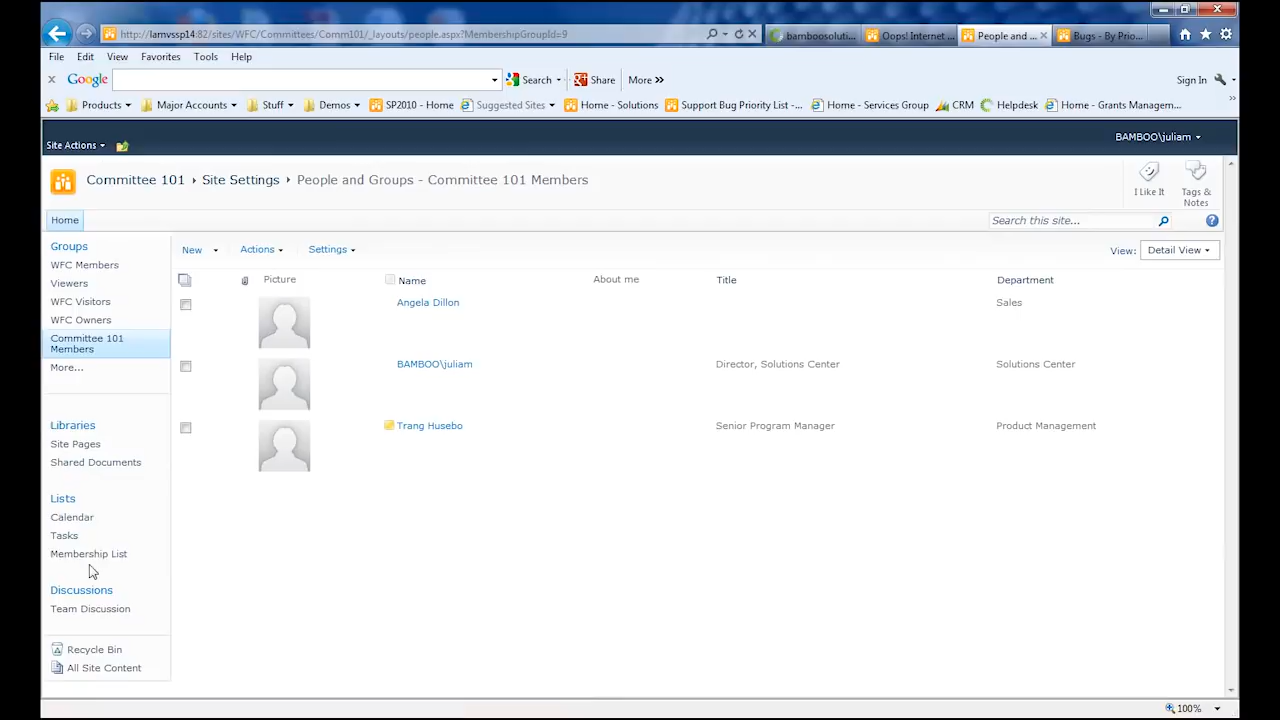 http://lamvssp14:82/sites/WFC/Committees/Comm101/_layouts/people.aspx?MembershipGroupId=9
bamboosoluti...
Oops! Internet ...
People and ...
Bugs - By Prio...
File Edit View Favorites Tools Help
Google
Search
Share
More »
Sign In
Products
Major Accounts
Stuff
Demos
SP2010 - Home
Suggested Sites
Home - Solutions
Support Bug Priority List -...
Home - Services Group
CRM
Helpdesk
Home - Grants Managem...
Site Actions
BAMBOO\juliam
Committee 101 Site Settings People and Groups - Committee 101 Members
I Like It
Tags &
Notes
Home
Search this site...
Groups
WFC Members
Viewers
WFC Visitors
WFC Owners
Committee 101
Members
More...
Libraries
Site Pages
Shared Documents
Lists
Calendar
Tasks
Membership List
Discussions
Team Discussion
Recycle Bin
All Site Content
New Actions Settings
View: Detail View
Picture Name About me Title Department
Angela Dillon Sales
BAMBOO\juliam Director, Solutions Center Solutions Center
Trang Husebo Senior Program Manager Product Management
100%